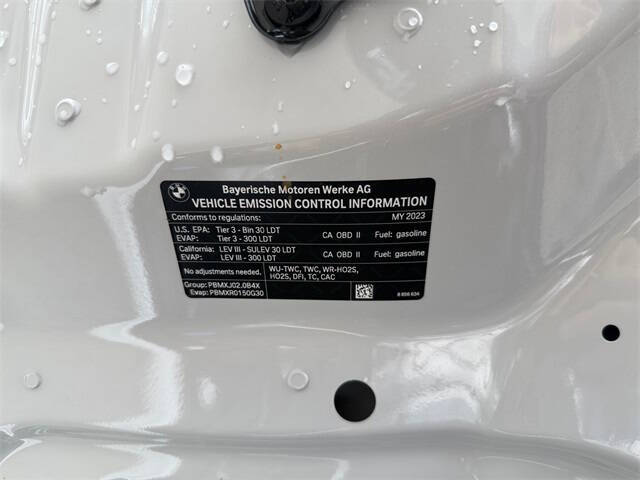 Bayerische Motoren Werke AG
VEHICLE EMISSION CONTROL INFORMATION
Conforms to regulations: MY 2023
U.S. EPA: Tier 3 - Bin 30 LDT CA OBD II Fuel: gasoline
EVAP: Tier 3 - 300 LDT
California: LEV III - SULEV 30 LDT CA OBD II Fuel: gasoline
EVAP: LEV III - 300 LDT
No adjustments needed. WU-TWC, TWC, WR-HO2S,
HO2S, DFI, TC, CAC
Group: PBMXJ02.0B4X
Evap: PBMXR0150G30
8 856 634